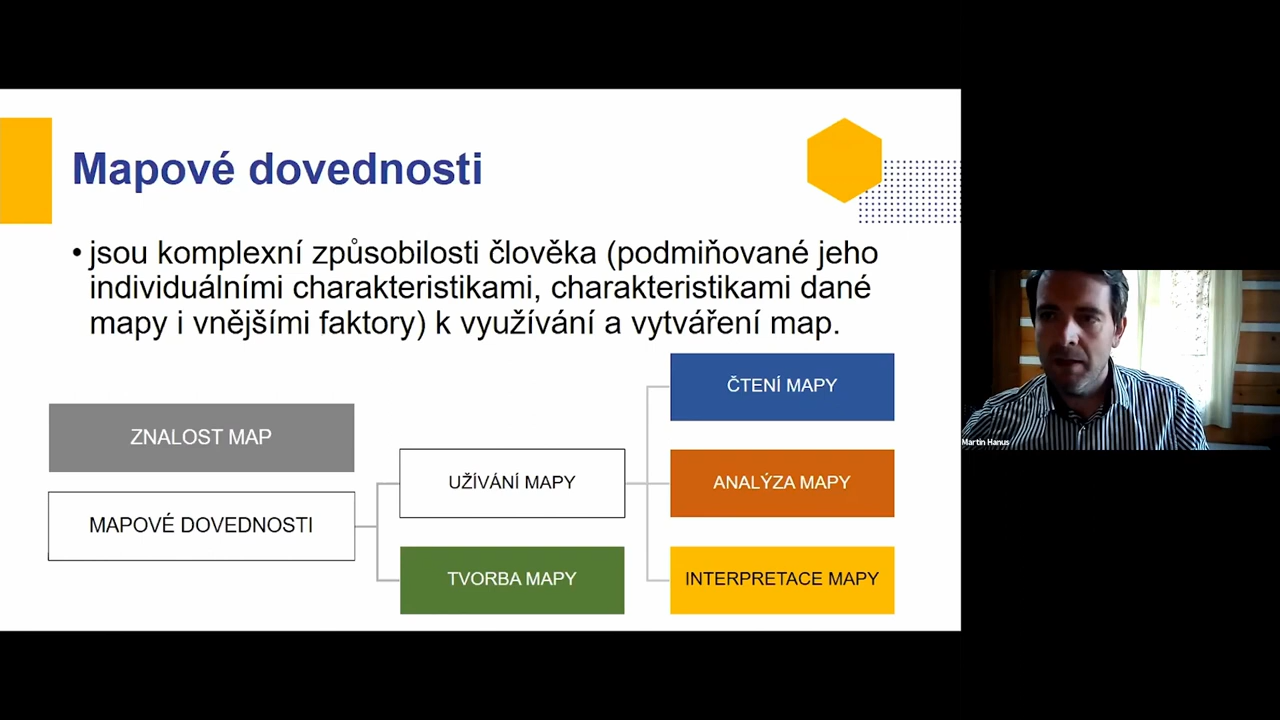 Mapové dovednosti
• jsou komplexní způsobilosti člověka (podmiňované jeho
individuálními charakteristikami, charakteristikami dané
mapy i vnějšími faktory) k využívání a vytváření map.
ČTENÍ MAPY
ZNALOST MAP
UŽÍVÁNÍ MAPY
ANALÝZA MAPY
MAPOVÉ DOVEDNOSTI
TVORBA MAPY
INTERPRETACE MAPY
Martin Hanus